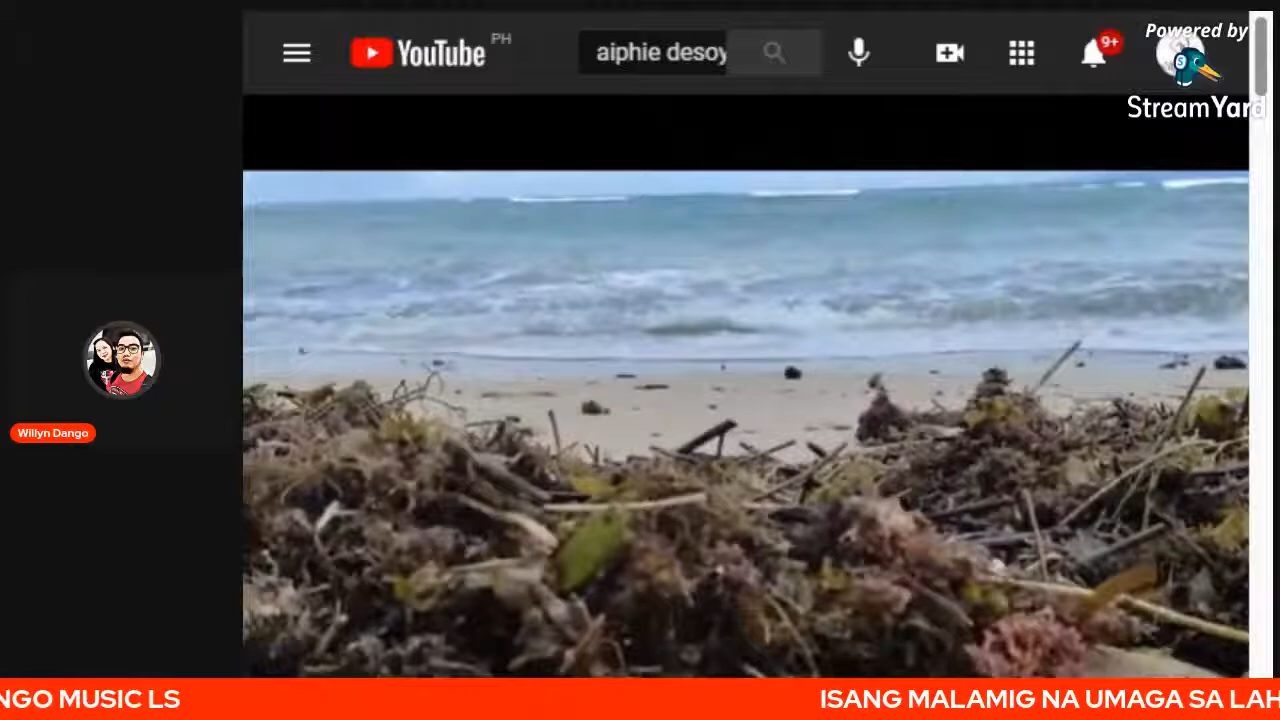 YouTube PH
aiphie desoy
9+
Powered by
StreamYard
Willyn Dango
NGO MUSIC LS
ISANG MALAMIG NA UMAGA SA LAH